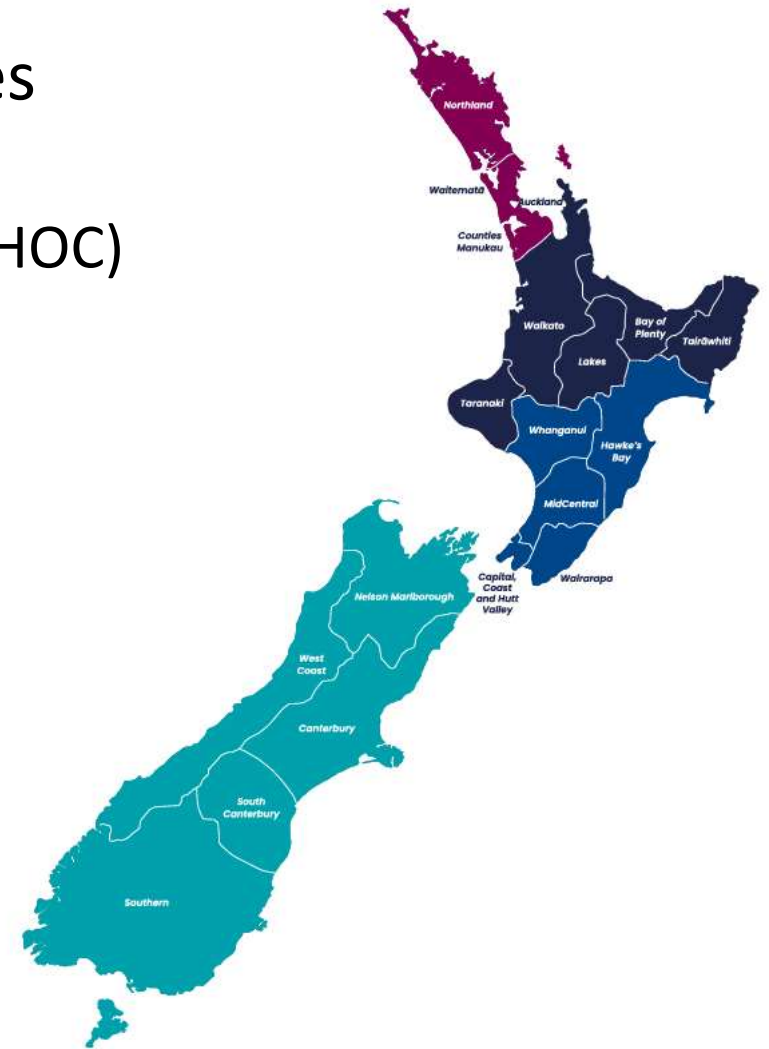 es
HOC)
Northland
Waitematā
Auckland
Counties
Manukau
Waikato
Bay of
Plenty
Tairāwhiti
Lakes
Taranaki
Whanganui
Hawke's
Bay
MidCentral
Capital,
Coast
and Hutt
Valley
Wairarapa
Nelson Marlborough
West
Coast
Canterbury
South
Canterbury
Southern